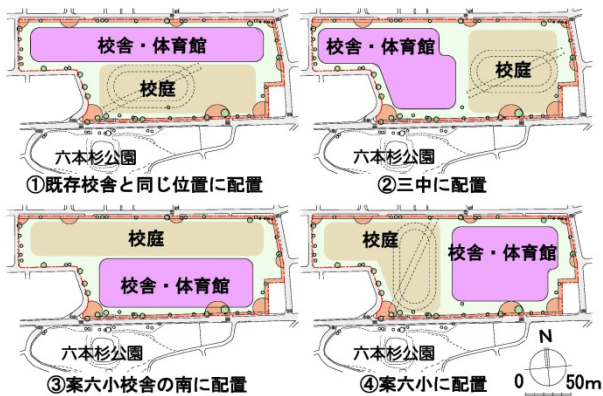 校舎・体育館
校庭
六本杉公園
①既存校舎と同じ位置に配置
校舎・体育館
校庭
六本杉公園
②三中に配置
校庭
校舎・体育館
六本杉公園
③案六小校舎の南に配置
校庭
校舎・体育館
六本杉公園
④案六小に配置
N
0 50m